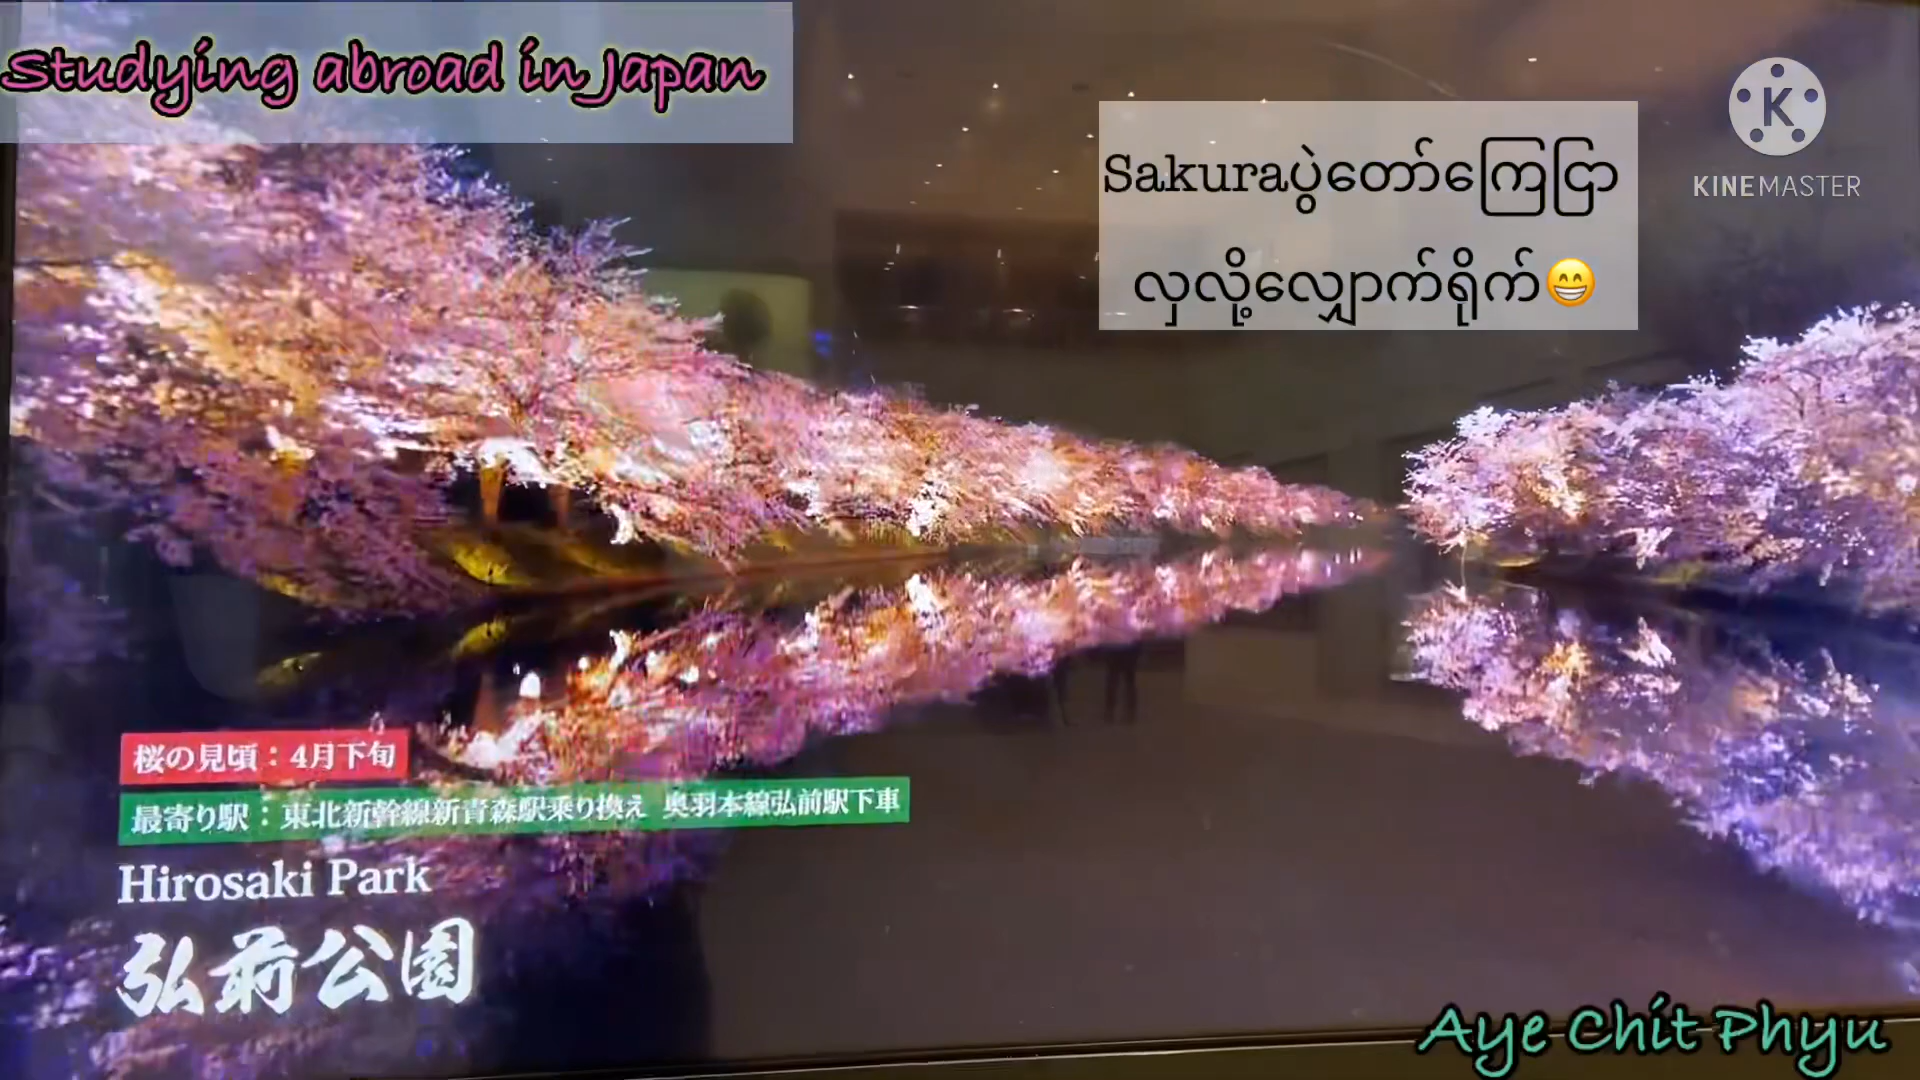 Studying abroad in Japan
Sakuraပွဲတော်ကြေငြာ
လှလို့လျှောက်ရိုက်😁
K
KINEMASTER
桜の見頃：4月下旬
最寄り駅：東北新幹線新青森駅乗り換え 奥羽本線弘前駅下車
Hirosaki Park
弘前公園
Aye Chit Phyu